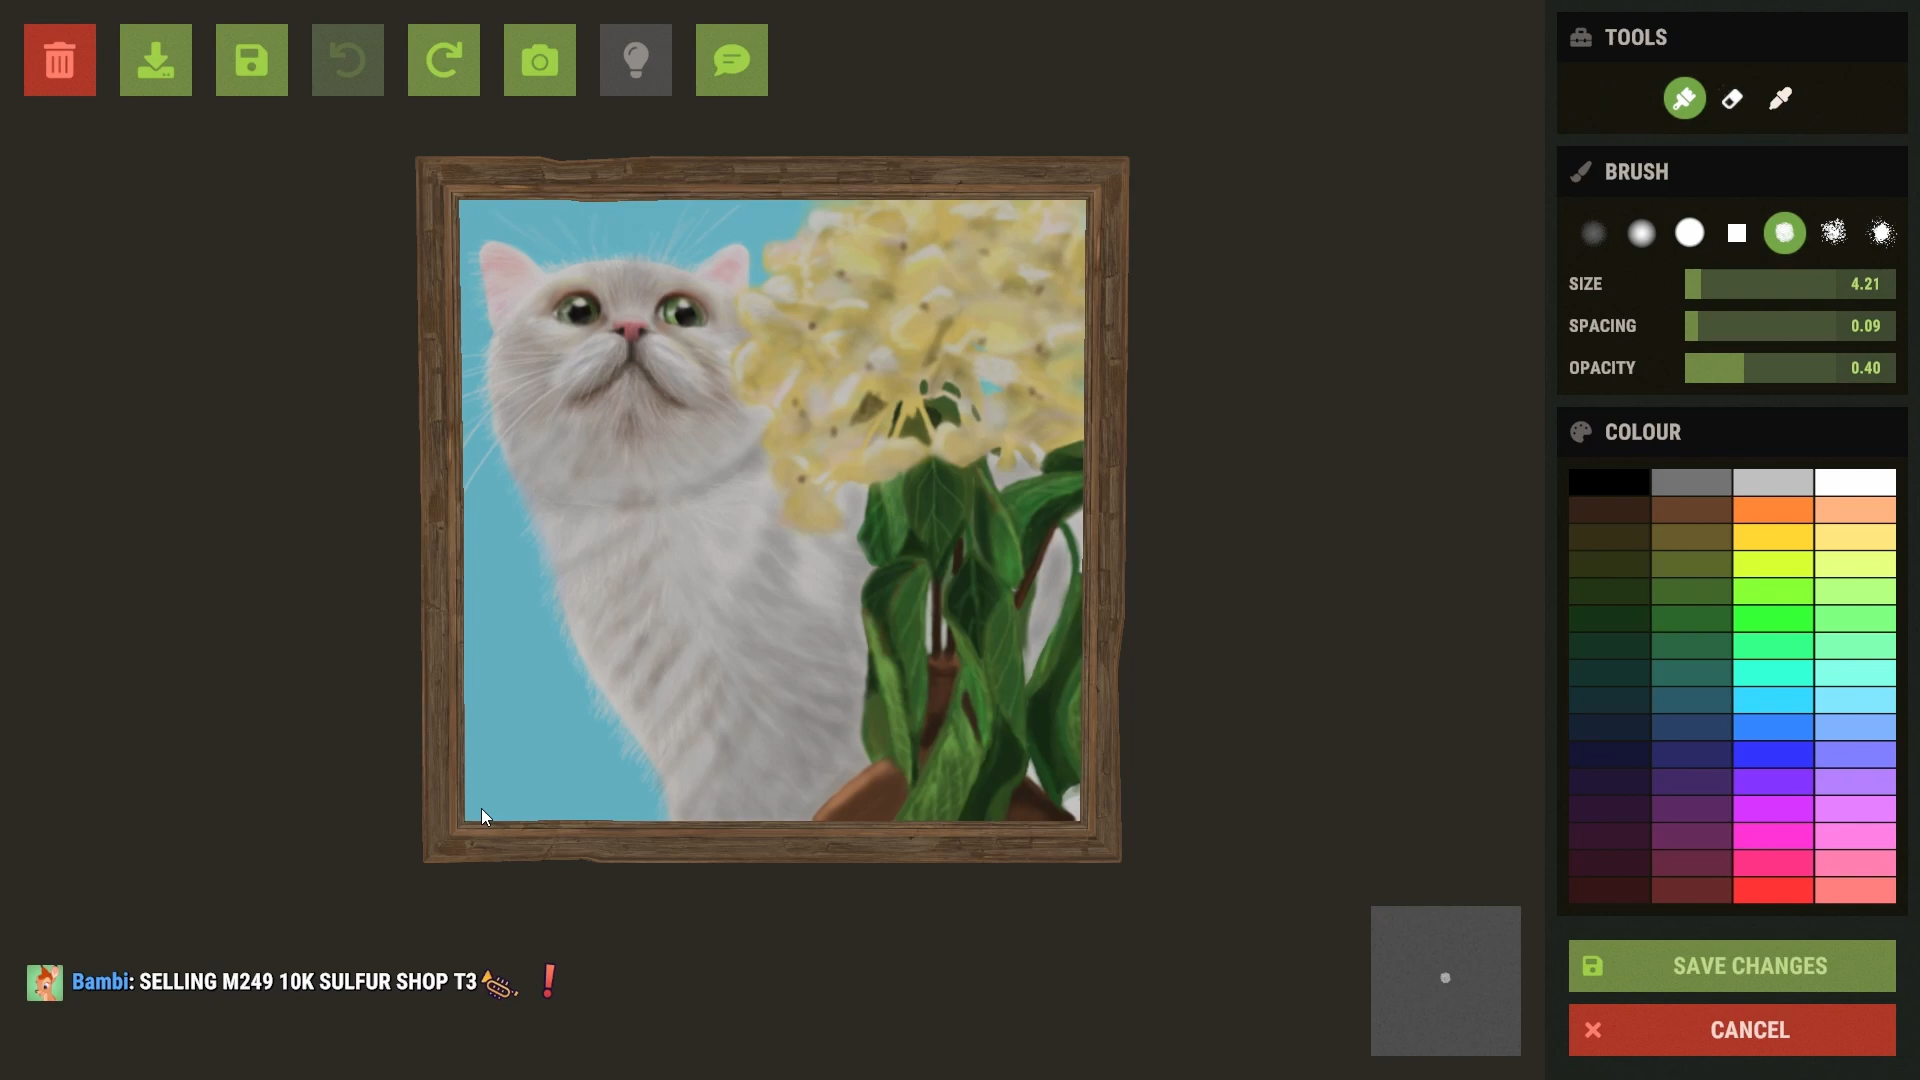 TOOLS
BRUSH
SIZE 4.21
SPACING 0.09
OPACITY 0.40
COLOUR
Bambi: SELLING M249 10K SULFUR SHOP T3
SAVE CHANGES
CANCEL